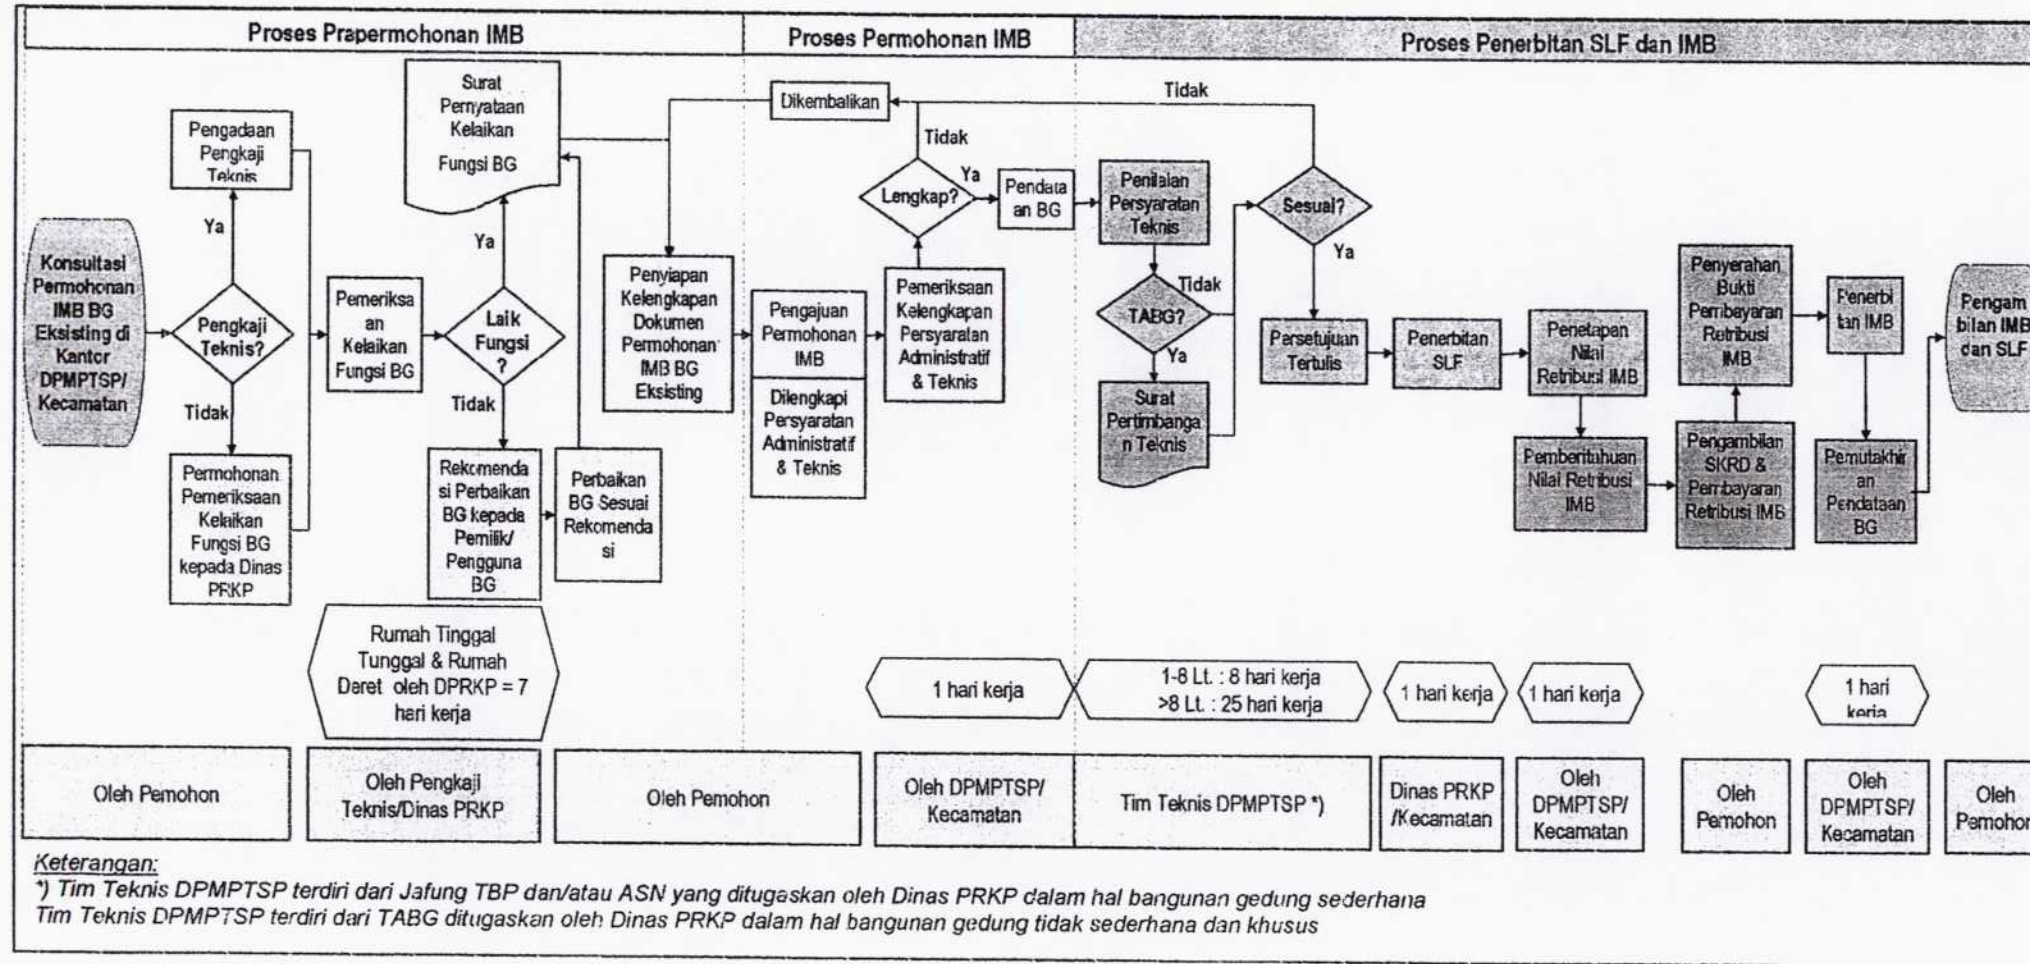 Proses Prapermohonan IMB
Proses Permohonan IMB
Proses Penerbitan SLF dan IMB
Konsultasi
Permohonan
IMB BG
Eksisting di
Kantor
DPMPTSP/
Kecamatan
Pengadaan
Pengkaji
Teknis
Ya
Pengkaji
Teknis?
Tidak
Permohonan
Pemeriksaan
Kelaikan
Fungsi BG
kepada Dinas
PRKP
Pemeriksa
an
Kelaikan
Fungsi BG
Surat
Pernyataan
Kelaikan
Fungsi BG
Ya
Laik
Fungsi
?
Tidak
Rekomenda
si Perbaikan
BG kepada
Pemilik/
Pengguna
BG
Perbaikan
BG Sesuai
Rekomenda
si
Penyiapan
Kelengkapan
Dokumen
Permohonan
IMB BG
Eksisting
Dikembalikan
Pengajuan
Permohonan
IMB
Dilengkapi
Persyaratan
Administratif
& Teknis
Pemeriksaan
Kelengkapan
Persyaratan
Administratif
& Teknis
Tidak
Lengkap?
Ya
Pendata
an BG
Penilaian
Persyaratan
Teknis
Tidak
TABG?
Ya
Surat
Pertimbanga
n Teknis
Tidak
Sesuai?
Ya
Persetujuan
Tertulis
Penerbitan
SLF
Penetapan
Nilai
Retribusi IMB
Pemberitahuan
Nilai Retribusi
IMB
Pengambilan
SKRD &
Pembayaran
Retribusi IMB
Penyerahan
Bukti
Pembayaran
Retribusi
IMB
Penerbi
tan IMB
Pemutakhir
an
Pendataan
BG
Pengam
bilan IMB
dan SLF
Rumah Tinggal
Tunggal & Rumah
Deret oleh DPRKP = 7
hari kerja
1 hari kerja
1-8 Lt. : 8 hari kerja
>8 Lt. : 25 hari kerja
1 hari kerja
1 hari kerja
1 hari
kerja
Oleh Pemohon
Oleh Pengkaji
Teknis/Dinas PRKP
Oleh Pemohon
Oleh DPMPTSP/
Kecamatan
Tim Teknis DPMPTSP *)
Dinas PRKP
/Kecamatan
Oleh
DPMPTSP/
Kecamatan
Oleh
Pemohon
Oleh
DPMPTSP/
Kecamatan
Oleh
Pemohon
Keterangan:
*) Tim Teknis DPMPTSP terdiri dari Jafung TBP dan/atau ASN yang ditugaskan oleh Dinas PRKP dalam hal bangunan gedung sederhana
Tim Teknis DPMPTSP terdiri dari TABG ditugaskan oleh Dinas PRKP dalam hal bangunan gedung tidak sederhana dan khusus